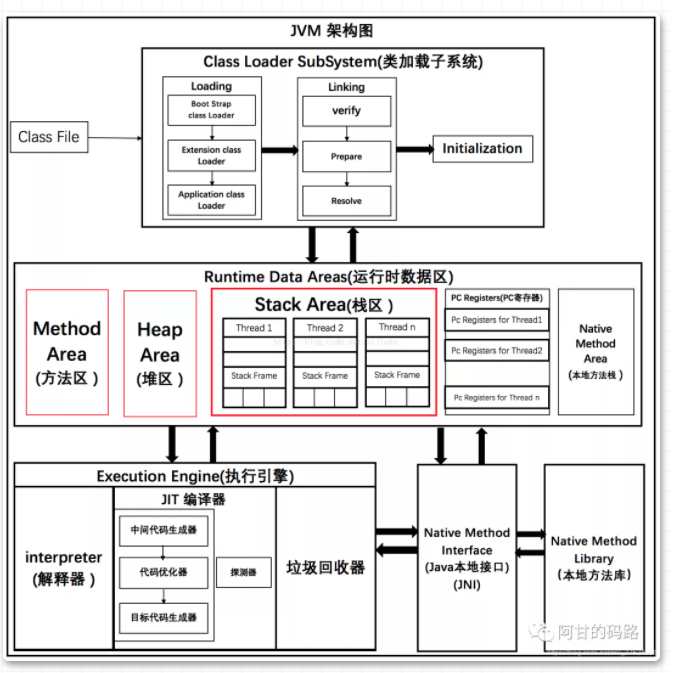 JVM 架构图
Class Loader SubSystem(类加载子系统)
Loading
Boot Strap
class Loader
Extension class
Loader
Application class
Loader
Linking
verify
Prepare
Resolve
Initialization
Class File
Runtime Data Areas(运行时数据区)
Method
Area
(方法区)
Heap
Area
(堆区)
Stack Area(栈区)
Thread 1
Stack Frame
Thread 2
Stack Frame
Thread n
Stack Frame
PC Registers(PC寄存器)
Pc Registers for Thread1
Pc Registers for Thread2
Pc Registers for Thread n
Native
Method
Area
(本地方法栈)
Execution Engine(执行引擎)
interpreter
(解释器)
JIT 编译器
中间代码生成器
代码优化器
目标代码生成器
探测器
垃圾回收器
Native Method
Interface
(Java本地接口)
(JNI)
Native Method
Library
(本地方法库)
阿甘的码路